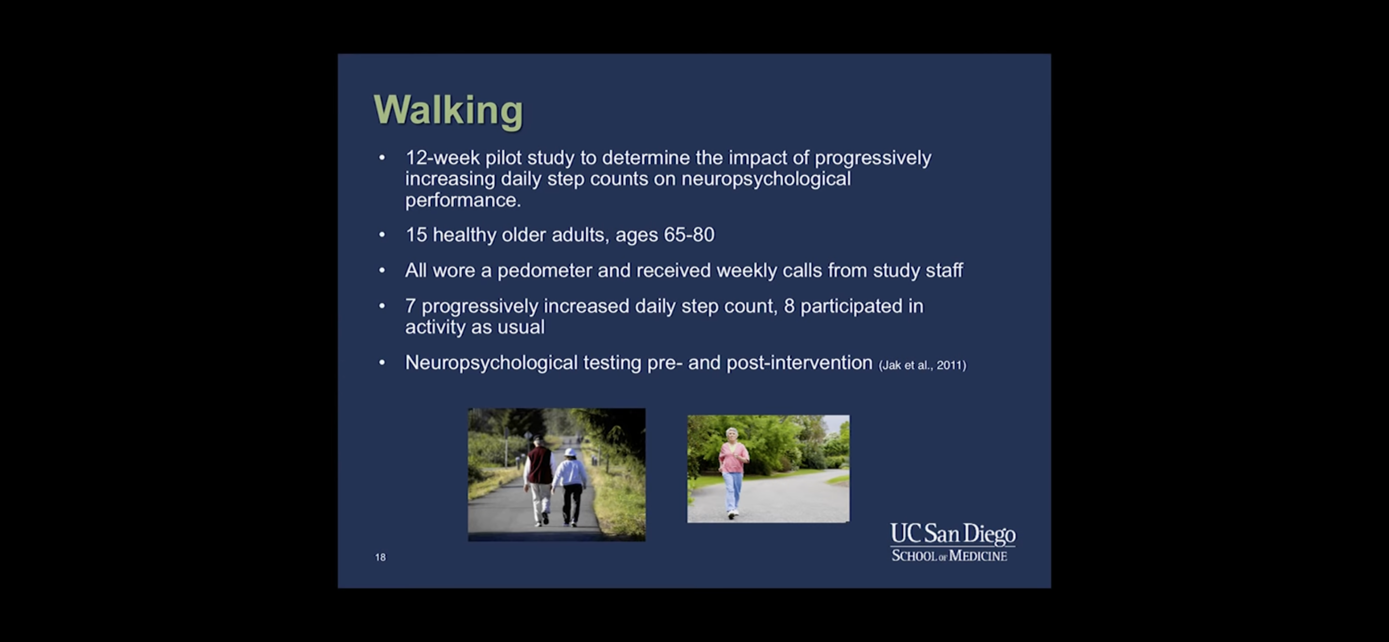 Walking
• 12-week pilot study to determine the impact of progressively
increasing daily step counts on neuropsychological
performance.
• 15 healthy older adults, ages 65-80
• All wore a pedometer and received weekly calls from study staff
• 7 progressively increased daily step count, 8 participated in
activity as usual
• Neuropsychological testing pre- and post-intervention (Jak et al., 2011)
18
UC San Diego
SCHOOL OF MEDICINE